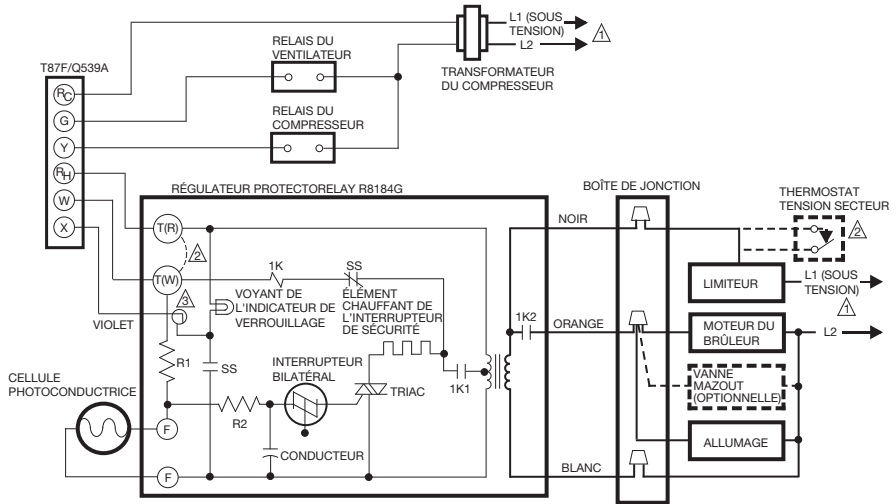 L1 (SOUS
TENSION)
L2
1
TRANSFORMATEUR
DU COMPRESSEUR
RELAIS DU
VENTILATEUR
T87F/Q539A
RC
G
Y
RH
W
X
RELAIS DU
COMPRESSEUR
RÉGULATEUR PROTECTORELAY R8184G
BOÎTE DE JONCTION
THERMOSTAT
TENSION SECTEUR
2
NOIR
T(R)
2
T(W)
3
VIOLET
1K
SS
VOYANT DE
L'INDICATEUR DE
VERROUILLAGE
ÉLÉMENT
CHAUFFANT DE
L'INTERRUPTEUR
DE SÉCURITÉ
1K2
ORANGE
LIMITEUR
L1 (SOUS
TENSION)
1
MOTEUR DU
BRÛLEUR
L2
R1
SS
INTERRUPTEUR
BILATÉRAL
TRIAC
1K1
VANNE
MAZOUT
(OPTIONNELLE)
CELLULE
PHOTOCONDUCTRICE
F
R2
CONDUCTEUR
ALLUMAGE
F
BLANC